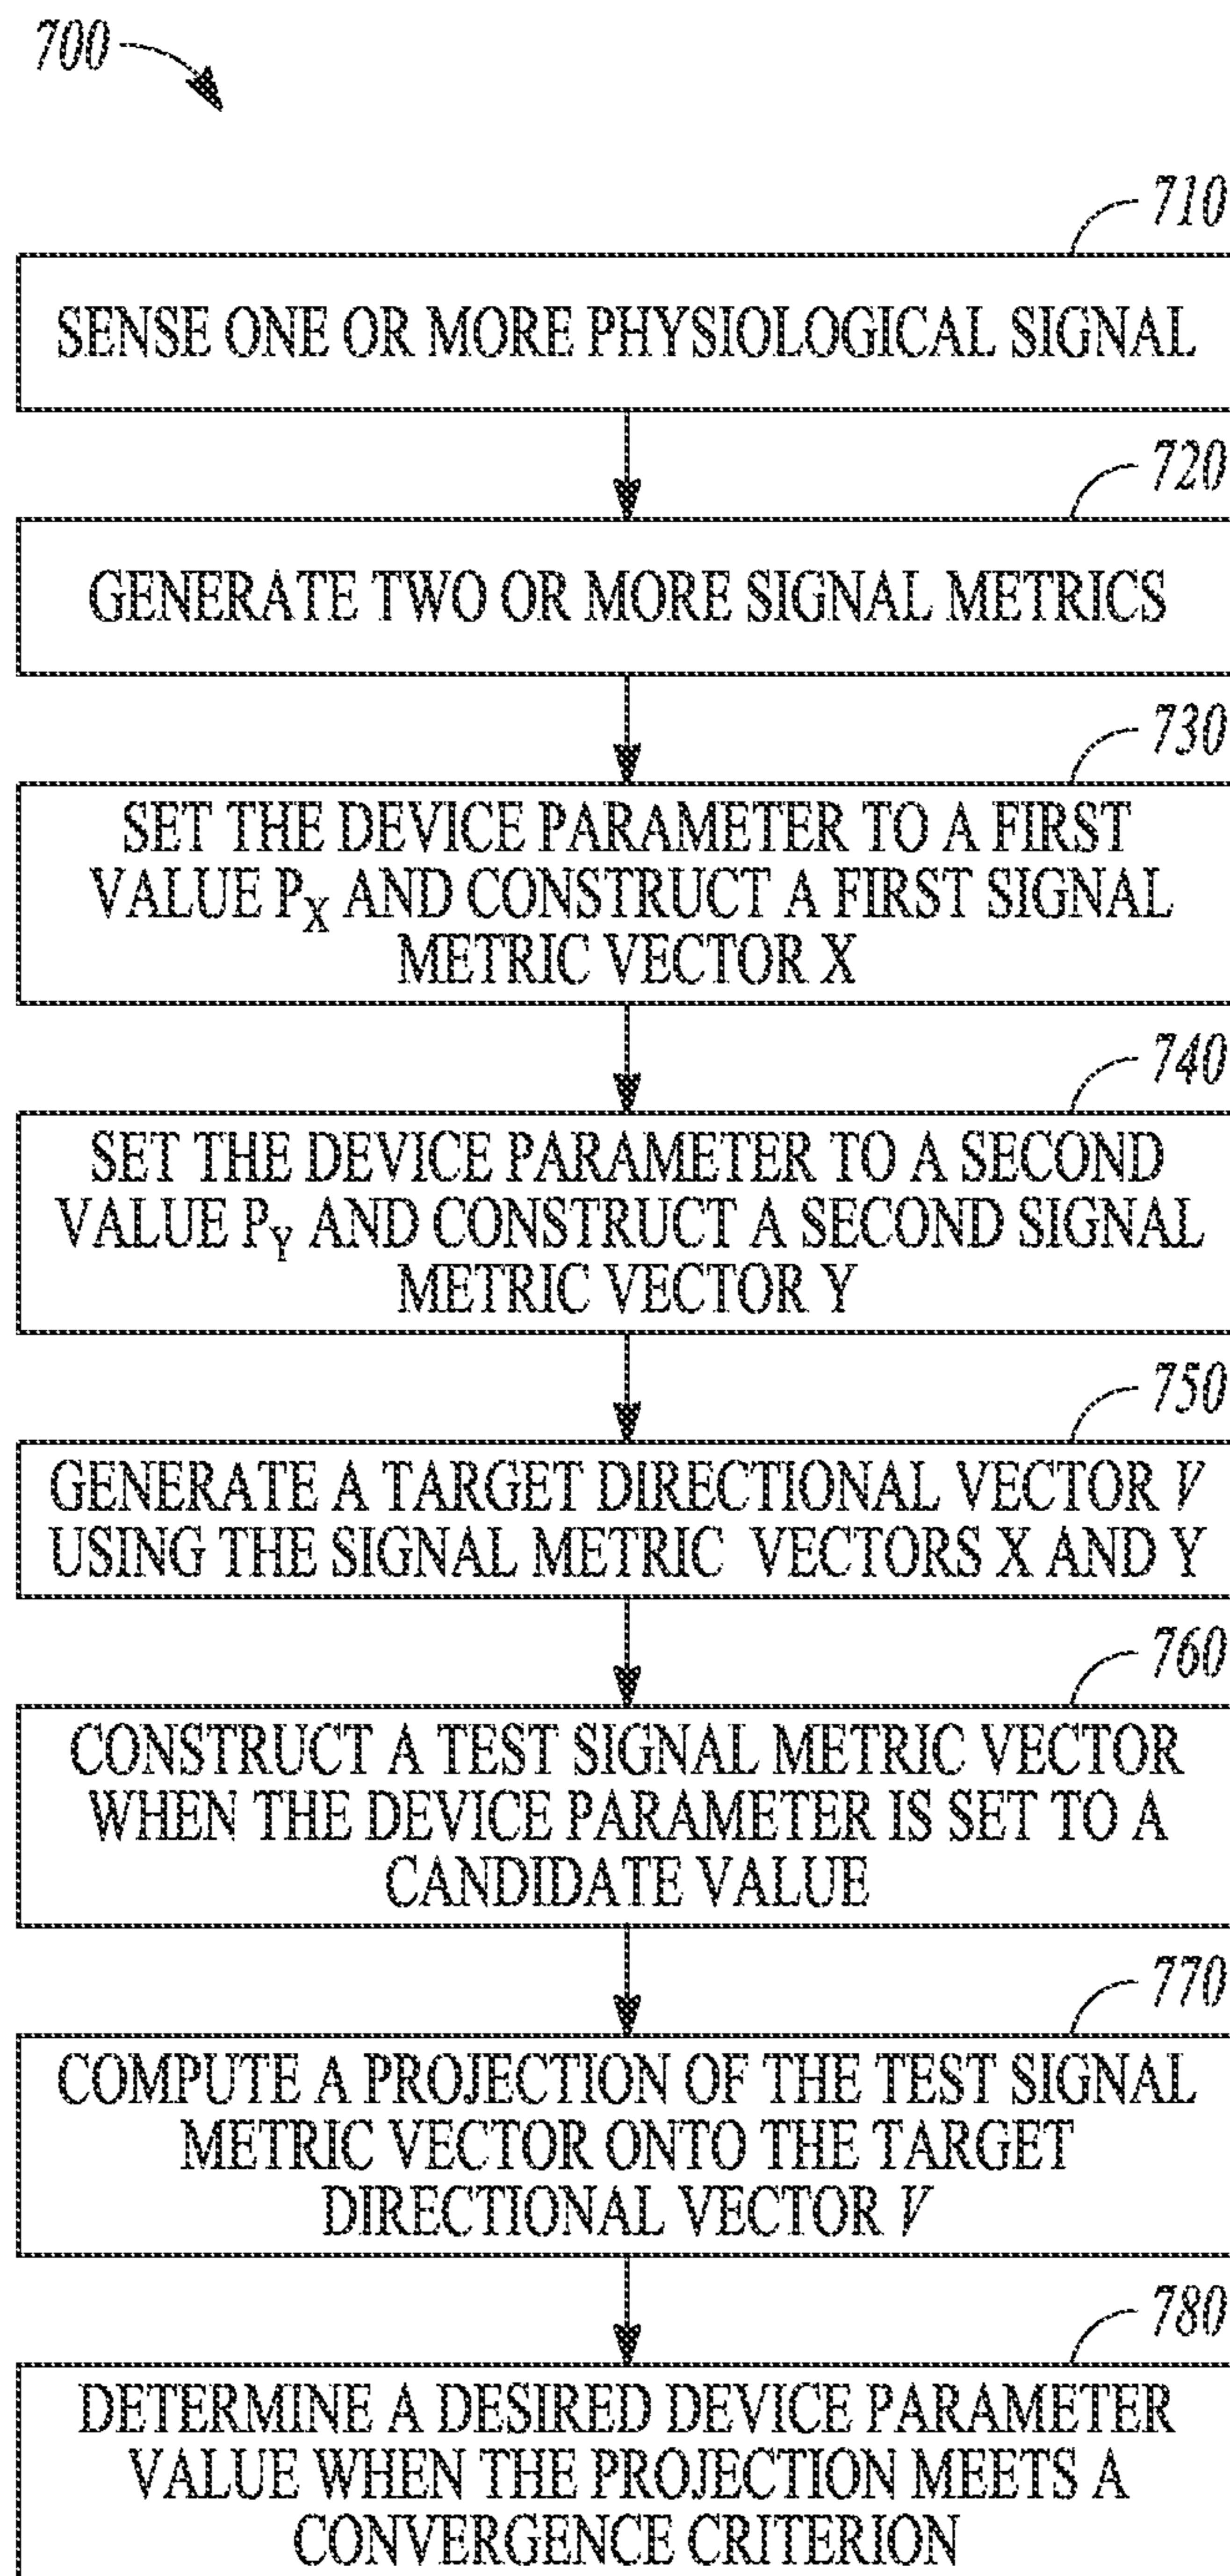 700
710
SENSE ONE OR MORE PHYSIOLOGICAL SIGNAL
720
GENERATE TWO OR MORE SIGNAL METRICS
730
SET THE DEVICE PARAMETER TO A FIRST
VALUE PX AND CONSTRUCT A FIRST SIGNAL
METRIC VECTOR X
740
SET THE DEVICE PARAMETER TO A SECOND
VALUE PY AND CONSTRUCT A SECOND SIGNAL
METRIC VECTOR Y
750
GENERATE A TARGET DIRECTIONAL VECTOR V
USING THE SIGNAL METRIC VECTORS X AND Y
760
CONSTRUCT A TEST SIGNAL METRIC VECTOR
WHEN THE DEVICE PARAMETER IS SET TO A
CANDIDATE VALUE
770
COMPUTE A PROJECTION OF THE TEST SIGNAL
METRIC VECTOR ONTO THE TARGET
DIRECTIONAL VECTOR V
780
DETERMINE A DESIRED DEVICE PARAMETER
VALUE WHEN THE PROJECTION MEETS A
CONVERGENCE CRITERION